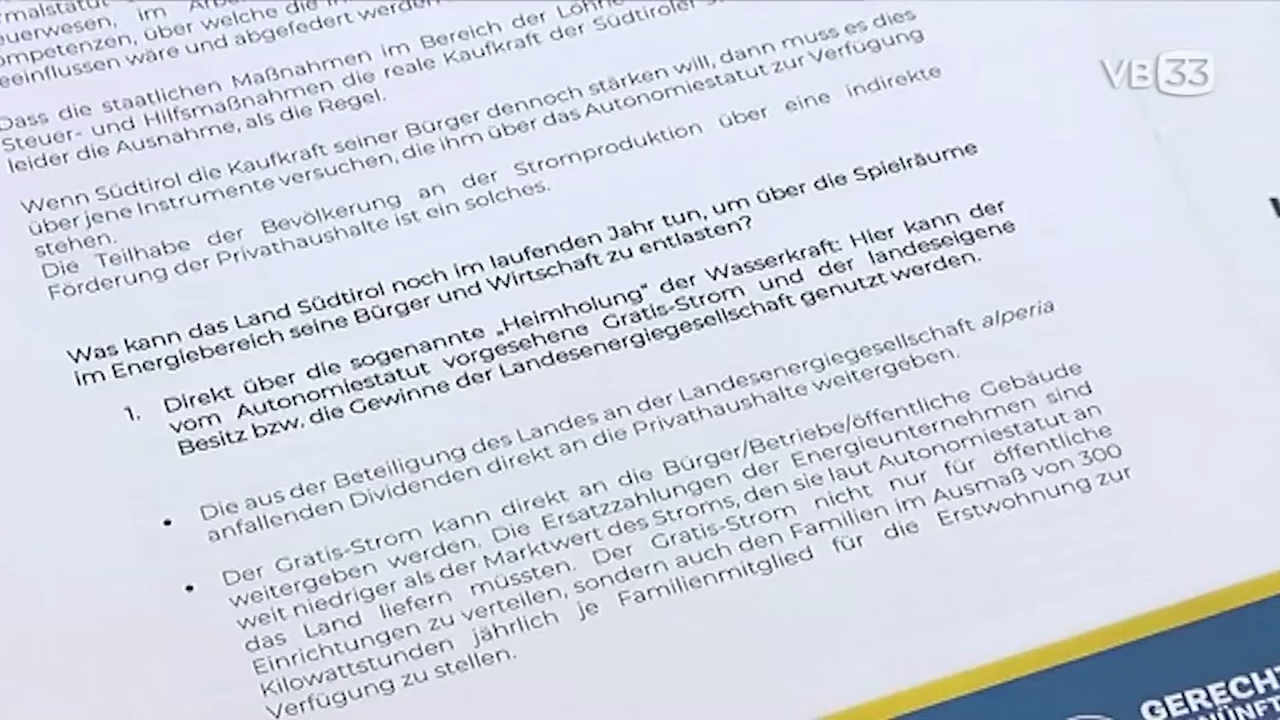 im
Kompetenzen, über welche die
beeinflussen wäre und abgefedert werden
Dass die staatlichen Maßnahmen im Bereich der Löhne
Steuer- und Hilfsmaßnahmen die reale Kaufkraft der Südtiroler
leider die Ausnahme, als die Regel.
Wenn Südtirol die Kaufkraft seiner Bürger dennoch stärken will, dann muss es dies
über jene Instrumente versuchen, die ihm über das Autonomiestatut zur Verfügung
stehen.
Die Teilhabe der Bevölkerung an der Stromproduktion über eine indirekte
Förderung der Privathaushalte ist ein solches.
Was kann das Land Südtirol noch im laufenden Jahr tun, um über die Spielräume
im Energiebereich seine Bürger und Wirtschaft zu entlasten?
1. Direkt über die sogenannte „Heimholung“ der Wasserkraft: Hier kann der
vom Autonomiestatut vorgesehene Gratis-Strom und der landeseigene
Besitz bzw. die Gewinne der Landesenergiegesellschaft genutzt werden.
• Die aus der Beteiligung des Landes an der Landesenergiegesellschaft alperia
anfallenden Dividenden direkt an die Privathaushalte weitergeben.
• Der Gratis-Strom kann direkt an die Bürger/Betriebe/öffentliche Gebäude
weitergeben werden. Die Ersatzzahlungen der Energieunternehmen sind
weit niedriger als der Marktwert des Stroms, den sie laut Autonomiestatut an
das Land liefern müssten. Der Gratis-Strom nicht nur für öffentliche
Einrichtungen zu verteilen, sondern auch den Familien im Ausmaß von 300
Kilowattstunden jährlich je Familienmitglied für die Erstwohnung zur
Verfügung zu stellen.
VB33